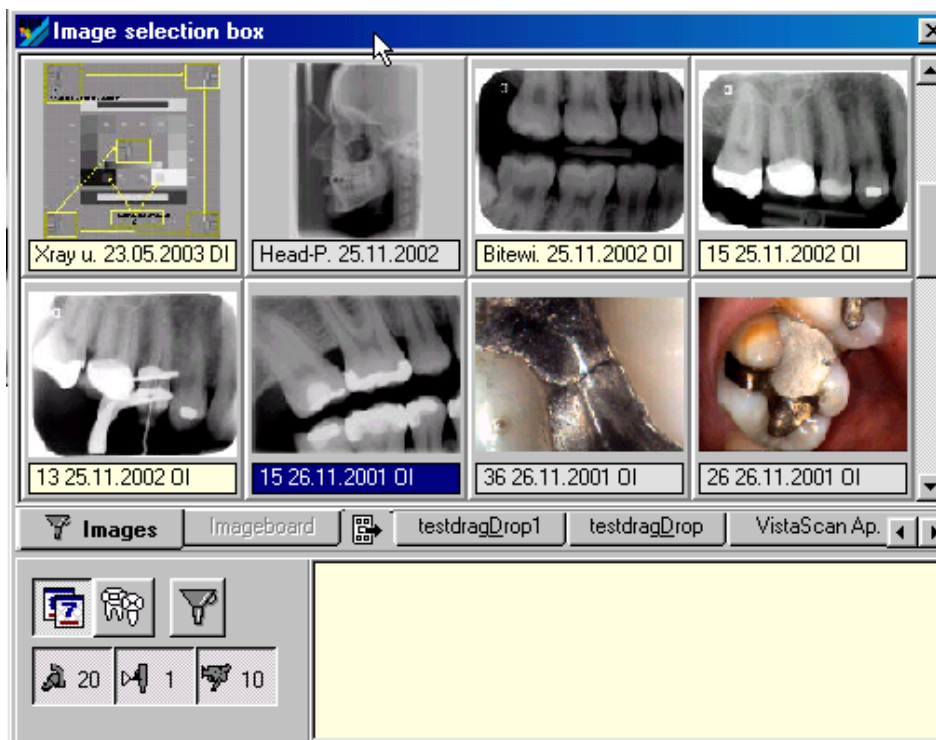 Image selection box
Xray u. 23.05.2003 DI
Head-P. 25.11.2002
Bitewi. 25.11.2002 OI
15 25.11.2002 OI
13 25.11.2002 OI
15 26.11.2001 OI
36 26.11.2001 OI
26 26.11.2001 OI
Images
Imageboard
testdragDrop1
testdragDrop
VistaScan Ap.
7
20
1
10